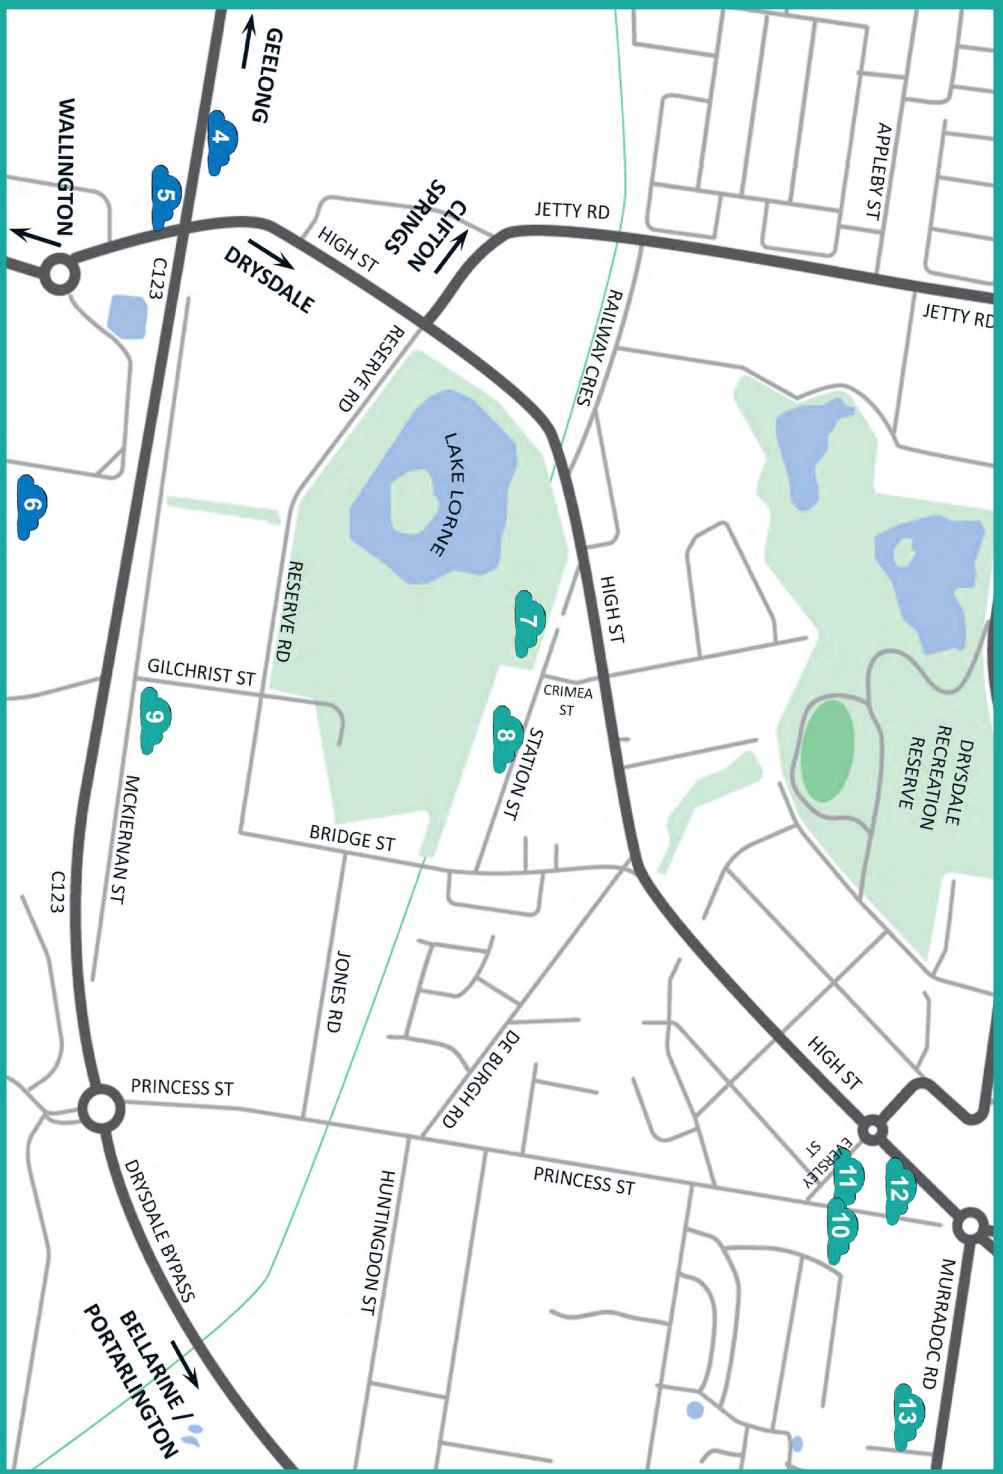 GEELONG
WALLINGTON
4
5
APPLEBY ST
CLIFTON
SPRINGS
JETTY RD
HIGH ST
DRYSDALE
C123
JETTY RD
RAILWAY CRES
RESERVE RD
LAKE LORNE
6
RESERVE RD
7
HIGH ST
GILCHRIST ST
CRIMEA
ST
9
8
STATION ST
DRYSDALE
RECREATION
RESERVE
MCKIERNAN ST
BRIDGE ST
C123
JONES RD
DE BURGH RD
HIGH ST
PRINCESS ST
EVERSLEY
ST
11
12
10
PRINCESS ST
DRYSDALE BYPASS
HUNTINGDON ST
MURRADOC RD
BELLARINE /
PORTARLINGTON
13